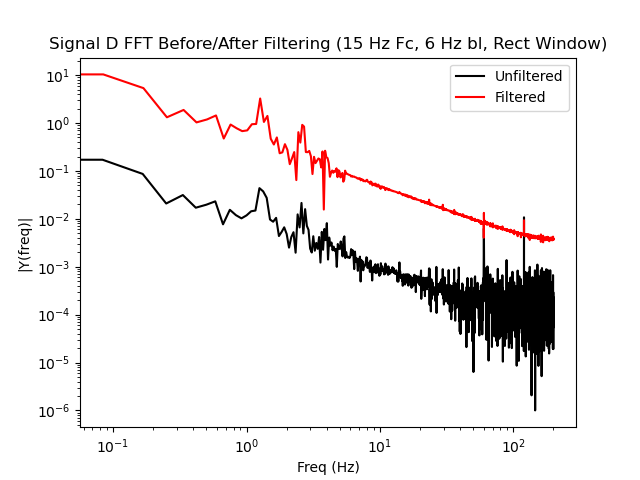 Signal D FFT Before/After Filtering (15 Hz Fc, 6 Hz bl, Rect Window)
Unfiltered
Filtered
|Y(freq)|
10¹
10⁰
10⁻¹
10⁻²
10⁻³
10⁻⁴
10⁻⁵
10⁻⁶
10⁻¹ 10⁰ 10¹ 10²
Freq (Hz)